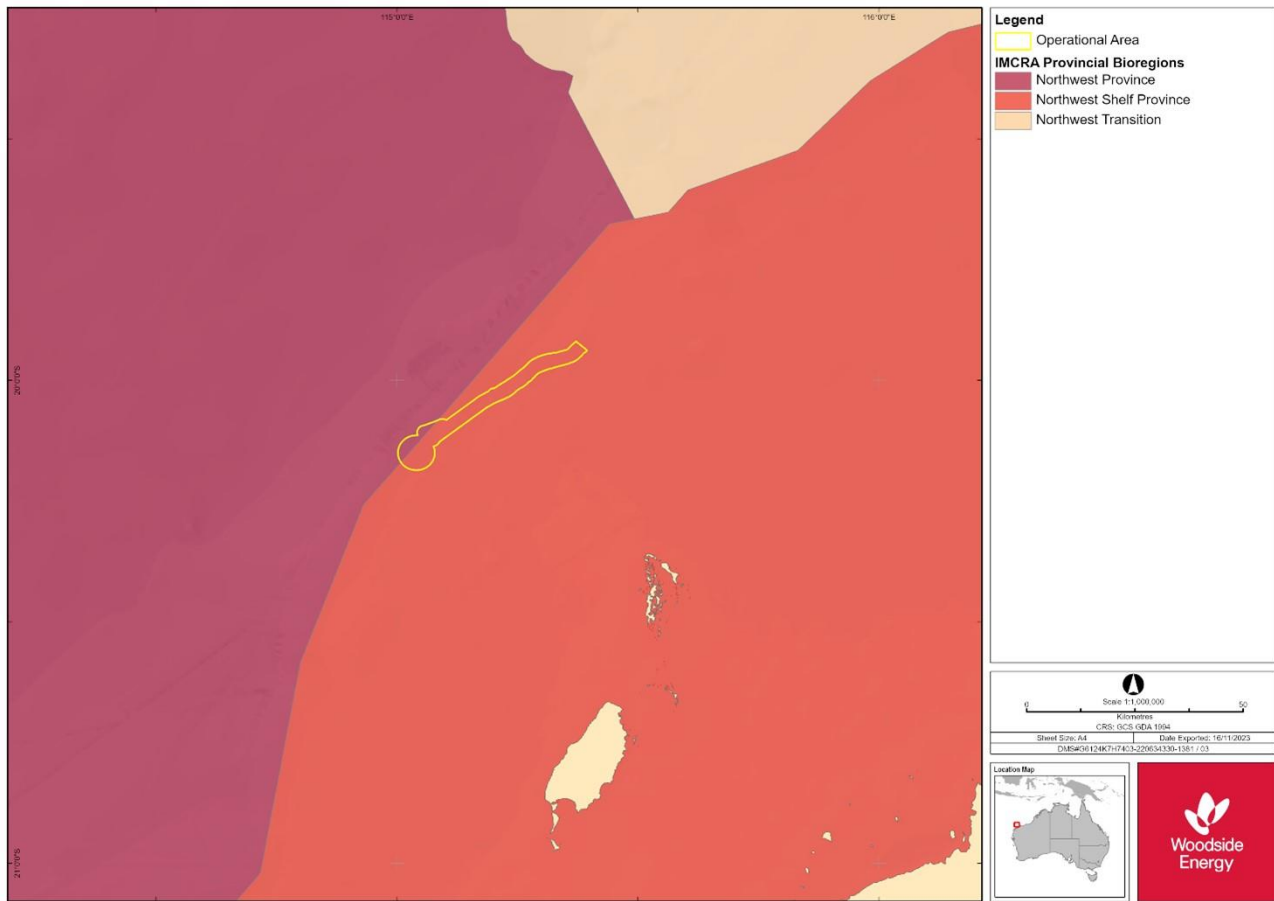 115°0'0"E
116°0'0"E
20°0'0"S
21°0'0"S
Legend
Operational Area
IMCRA Provincial Bioregions
Northwest Province
Northwest Shelf Province
Northwest Transition
Scale 1:1,000,000
0
50
Kilometres
CRS: GCS GDA 1994
Sheet Size: A4
Date Exported: 16/11/2023
Location Map
Woodside
Energy